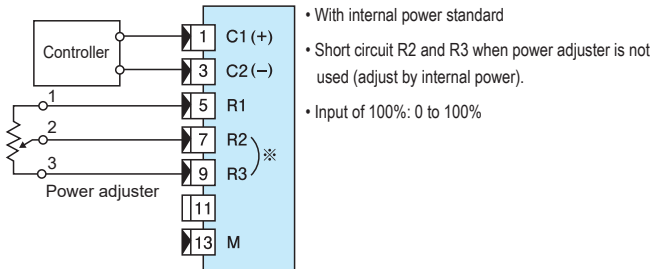 Controller
1 C1(+)
3 C2(−)
1
5 R1
2
7 R2
※
3
9 R3
Power adjuster
11
13 M
• With internal power standard
• Short circuit R2 and R3 when power adjuster is not
used (adjust by internal power).
• Input of 100%: 0 to 100%